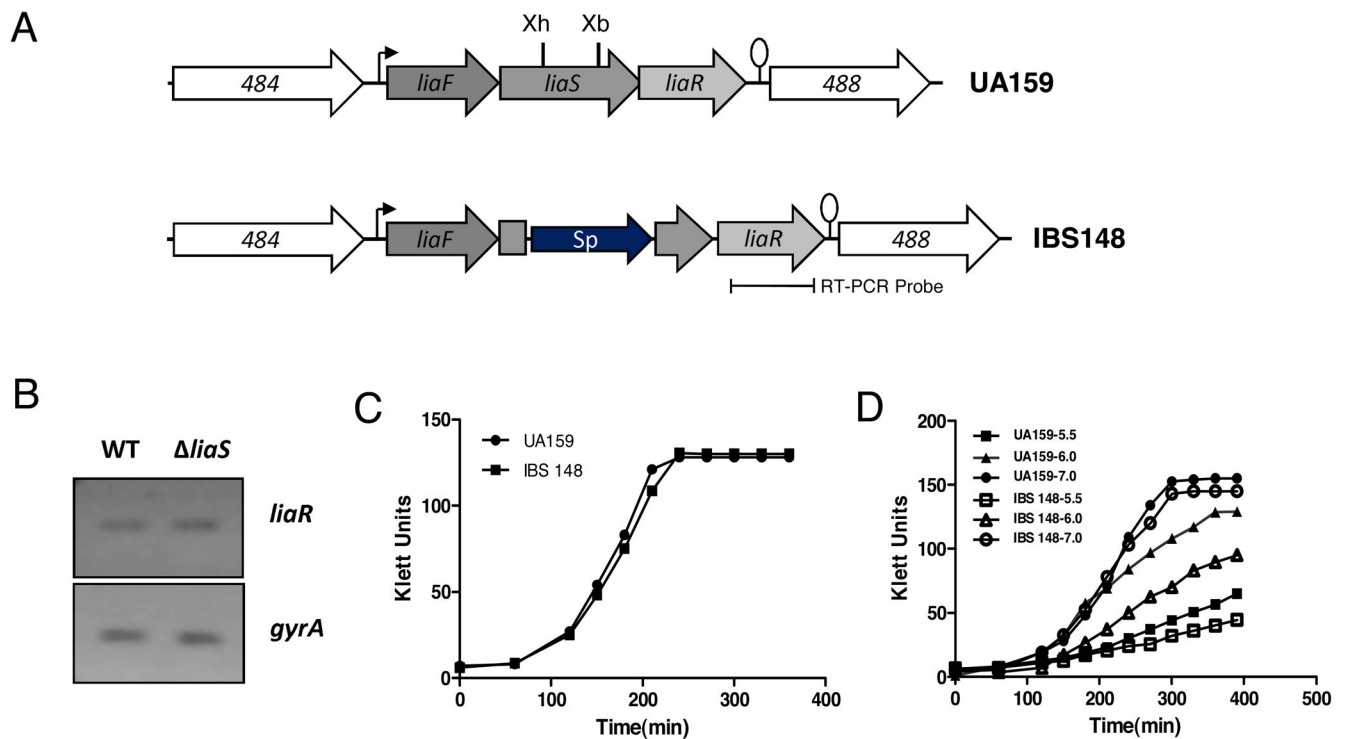 A
Xh Xb
484 liaF liaS liaR 488 UA159
484 liaF Sp liaR 488 IBS148
RT-PCR Probe
B
WT ΔliaS
liaR
gyrA
C
150
100
50
0
Klett Units
UA159
IBS 148
0 100 200 300 400
Time(min)
D
200
150
100
50
0
Klett Units
UA159-5.5
UA159-6.0
UA159-7.0
IBS 148-5.5
IBS 148-6.0
IBS 148-7.0
0 100 200 300 400 500
Time(min)